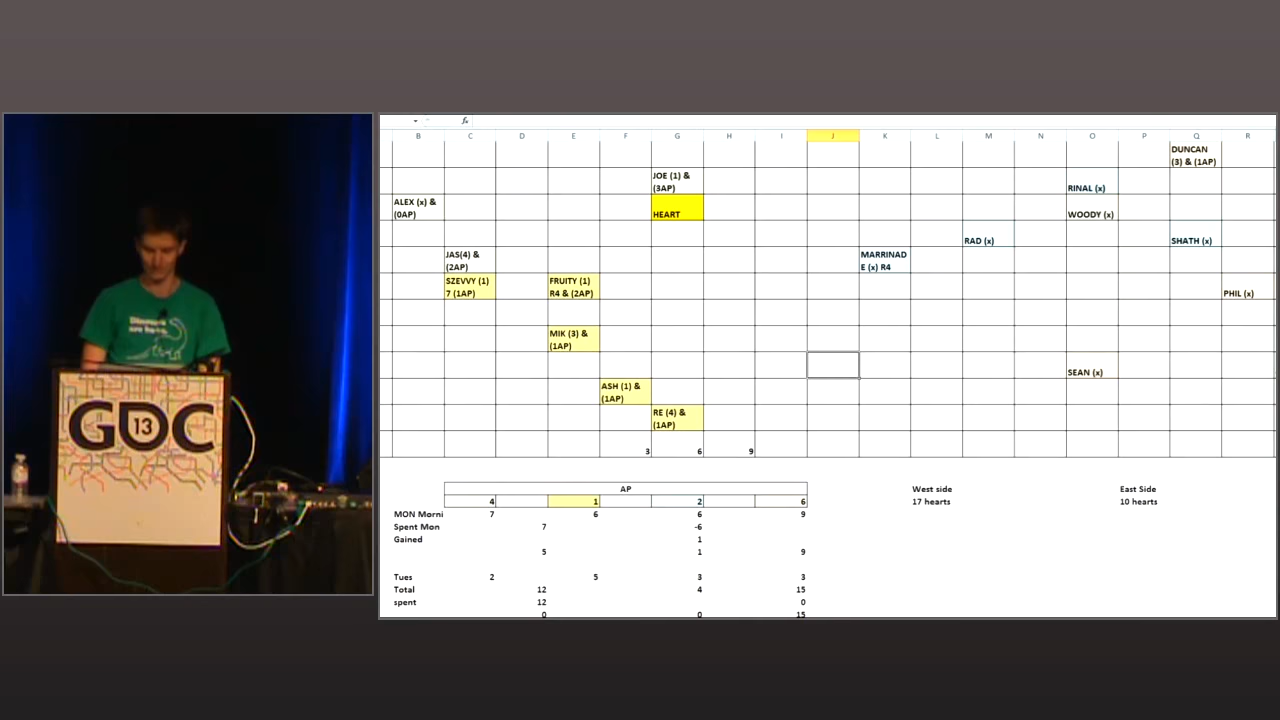 B C D E F G H I J K L M N O P Q R
DUNCAN
(3) & (1AP)
JOE (1) &
(3AP)
RINAL (x)
ALEX (x) &
(0AP)
HEART
WOODY (x)
RAD (x)
SHATH (x)
JAS(4) &
(2AP)
MARRINAD
E (x) R4
SZEVVY (1)
7 (1AP)
FRUITY (1)
R4 & (2AP)
PHIL (x)
MIK (3) &
(1AP)
SEAN (x)
ASH (1) &
(1AP)
RE (4) &
(1AP)
3 6 9
AP
West side
East Side
4 1 2 6
17 hearts
10 hearts
MON Morni 7 6 6 9
Spent Mon 7 -6
Gained 1
5 1 9
Tues 2 5 3 3
Total 12 4 15
spent 12 0
0 0 15
GDC
13